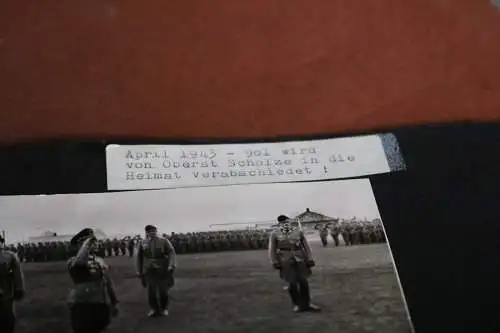 April 1943 - 901 wird
von Oberst Scholze in die
Heimat verabschiedet !